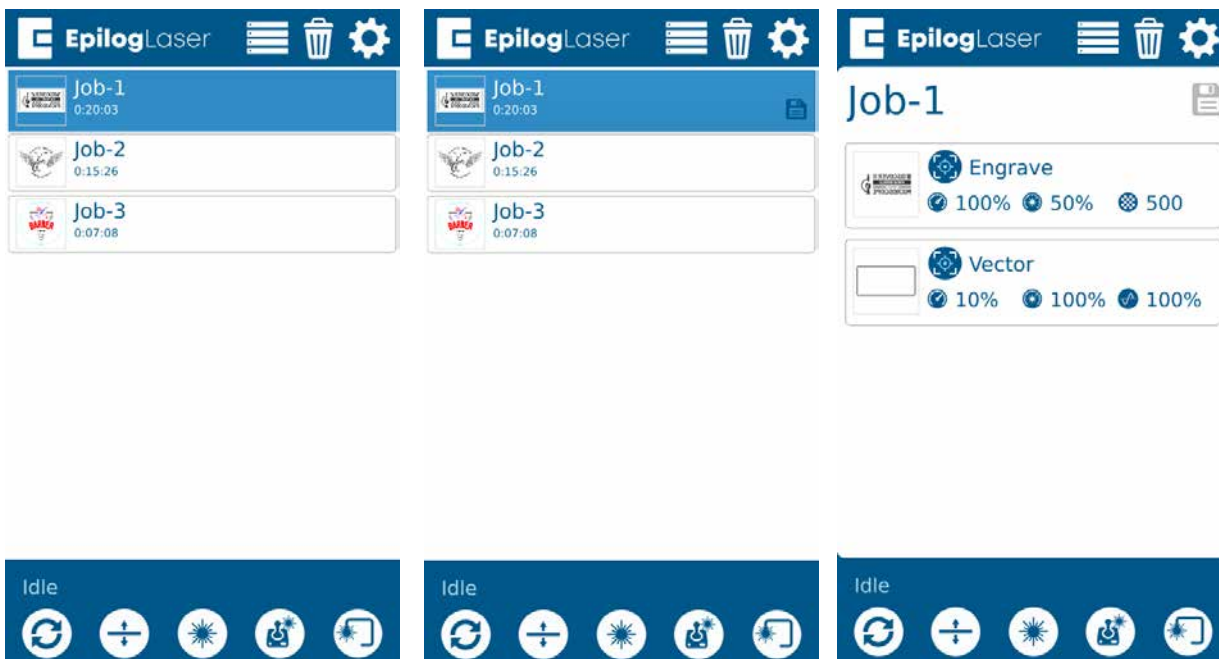 EpilogLaser
Job-1
0:20:03
Job-2
0:15:26
Job-3
0:07:08
BARBER
Idle
EpilogLaser
Job-1
0:20:03
Job-2
0:15:26
Job-3
0:07:08
BARBER
Idle
EpilogLaser
Job-1
Engrave
100% 50% 500
Vector
10% 100% 100%
Idle